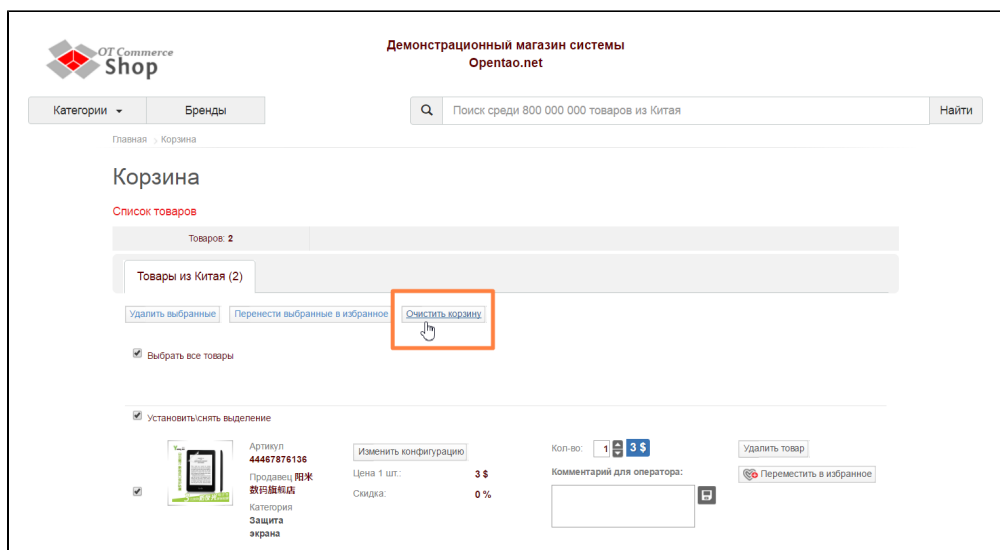 OT Commerce
Shop
Демонстрационный магазин системы
Opentao.net
Категории
Бренды
Поиск среди 800 000 000 товаров из Китая
Найти
Главная
Корзина
Корзина
Список товаров
Товаров: 2
Товары из Китая (2)
Удалить выбранные
Перенести выбранные в избранное
Очистить корзину
Выбрать все товары
Установить\снять выделение
Артикул
44467876136
Продавец 阳米
数码旗舰店
Категория
Защита
экрана
Изменить конфигурацию
Цена 1 шт.: 3 $
Скидка: 0 %
Кол-во: 1 3 $
Комментарий для оператора:
Удалить товар
Переместить в избранное